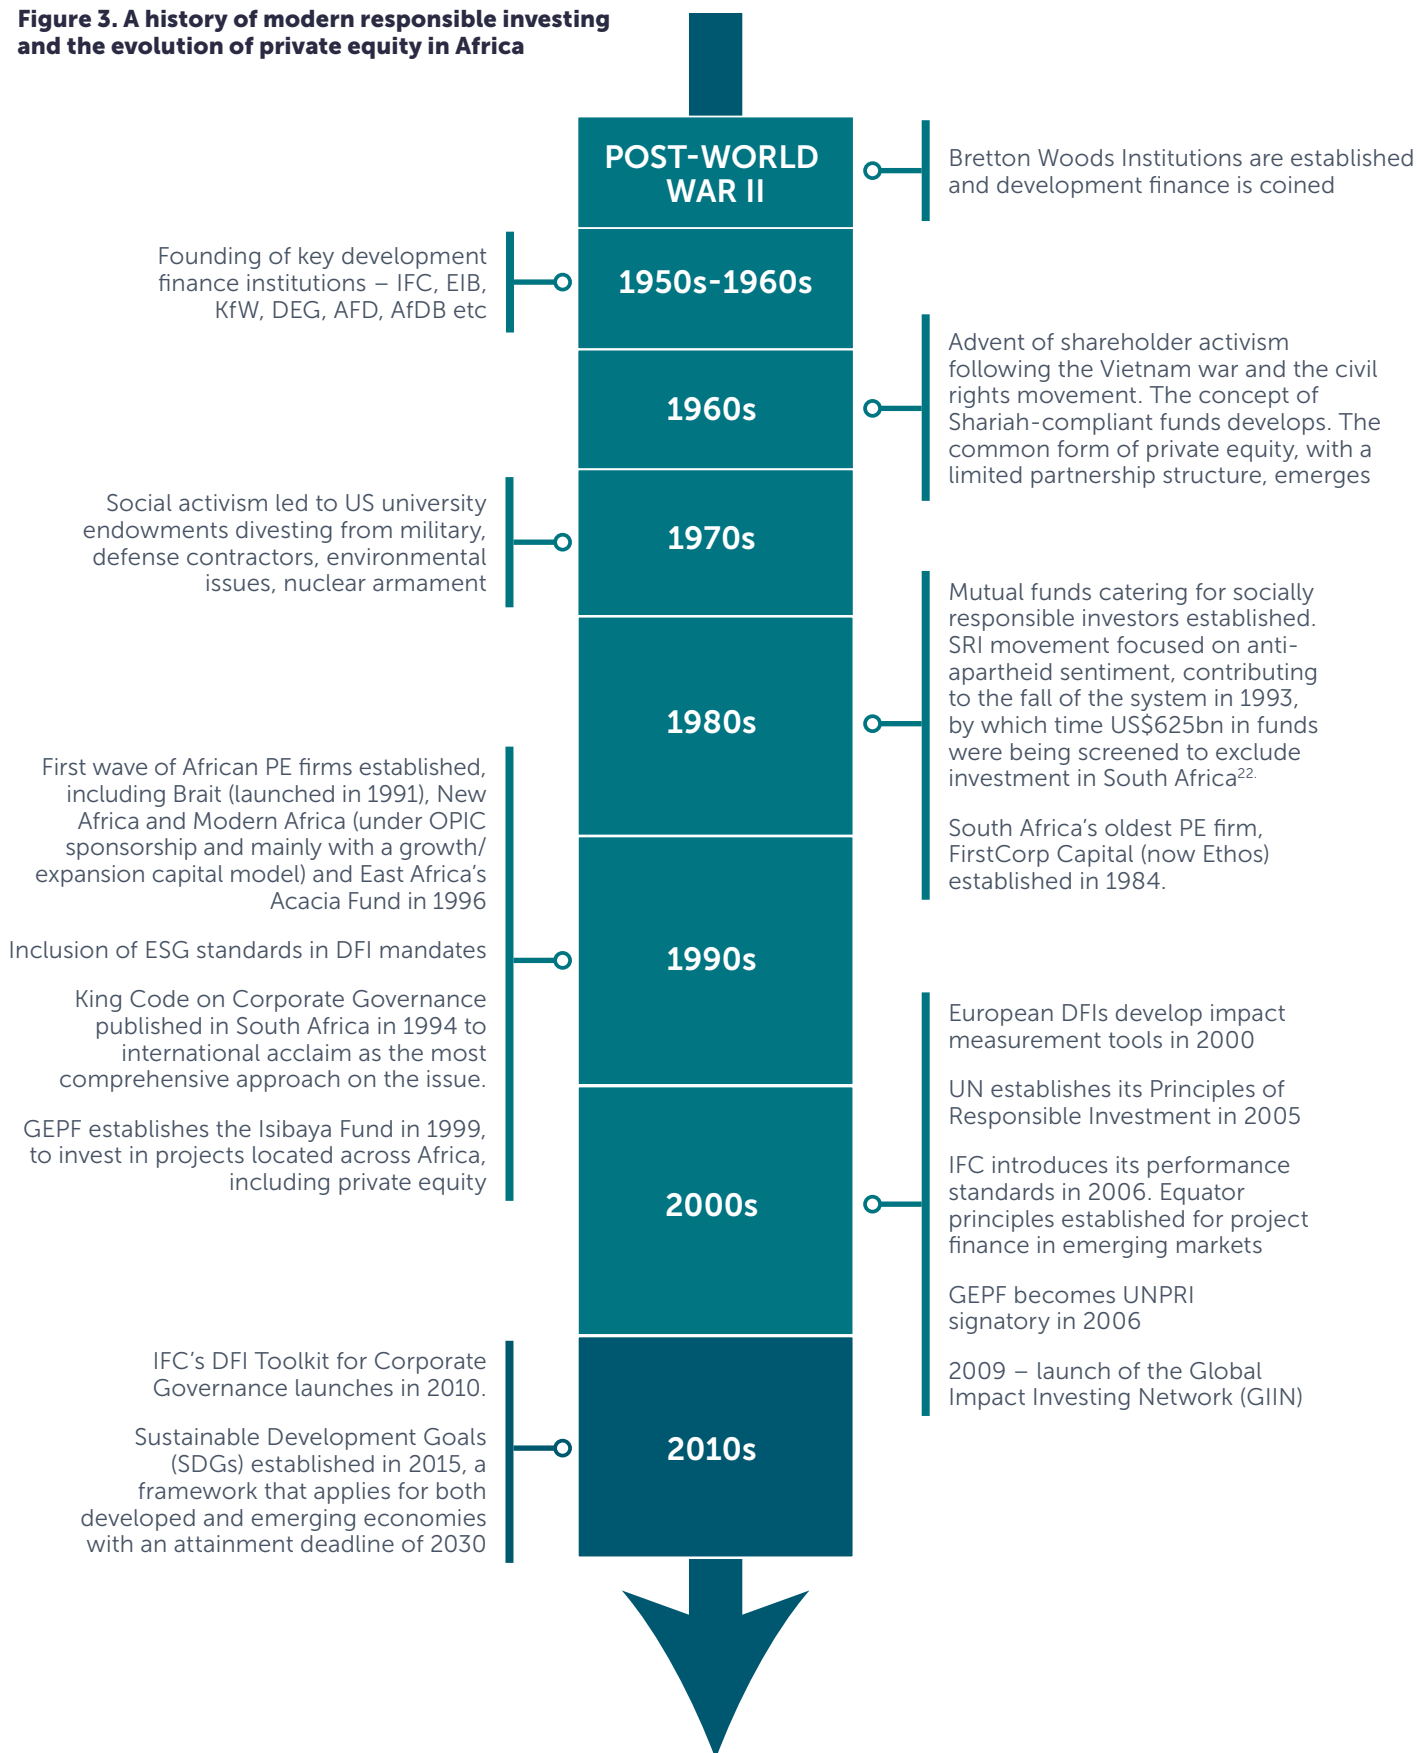 Figure 3. A history of modern responsible investing
and the evolution of private equity in Africa
POST-WORLD
WAR II
Bretton Woods Institutions are established
and development finance is coined
Founding of key development
finance institutions – IFC, EIB,
KfW, DEG, AFD, AfDB etc
1950s-1960s
1960s
Advent of shareholder activism
following the Vietnam war and the civil
rights movement. The concept of
Shariah-compliant funds develops. The
common form of private equity, with a
limited partnership structure, emerges
Social activism led to US university
endowments divesting from military,
defense contractors, environmental
issues, nuclear armament
1970s
1980s
Mutual funds catering for socially
responsible investors established.
SRI movement focused on anti-
apartheid sentiment, contributing
to the fall of the system in 1993,
by which time US$625bn in funds
were being screened to exclude
investment in South Africa22.
South Africa’s oldest PE firm,
FirstCorp Capital (now Ethos)
established in 1984.
First wave of African PE firms established,
including Brait (launched in 1991), New
Africa and Modern Africa (under OPIC
sponsorship and mainly with a growth/
expansion capital model) and East Africa’s
Acacia Fund in 1996
Inclusion of ESG standards in DFI mandates
King Code on Corporate Governance
published in South Africa in 1994 to
international acclaim as the most
comprehensive approach on the issue.
GEPF establishes the Isibaya Fund in 1999,
to invest in projects located across Africa,
including private equity
1990s
2000s
European DFIs develop impact
measurement tools in 2000
UN establishes its Principles of
Responsible Investment in 2005
IFC introduces its performance
standards in 2006. Equator
principles established for project
finance in emerging markets
GEPF becomes UNPRI
signatory in 2006
2009 – launch of the Global
Impact Investing Network (GIIN)
IFC’s DFI Toolkit for Corporate
Governance launches in 2010.
Sustainable Development Goals
(SDGs) established in 2015, a
framework that applies for both
developed and emerging economies
with an attainment deadline of 2030
2010s